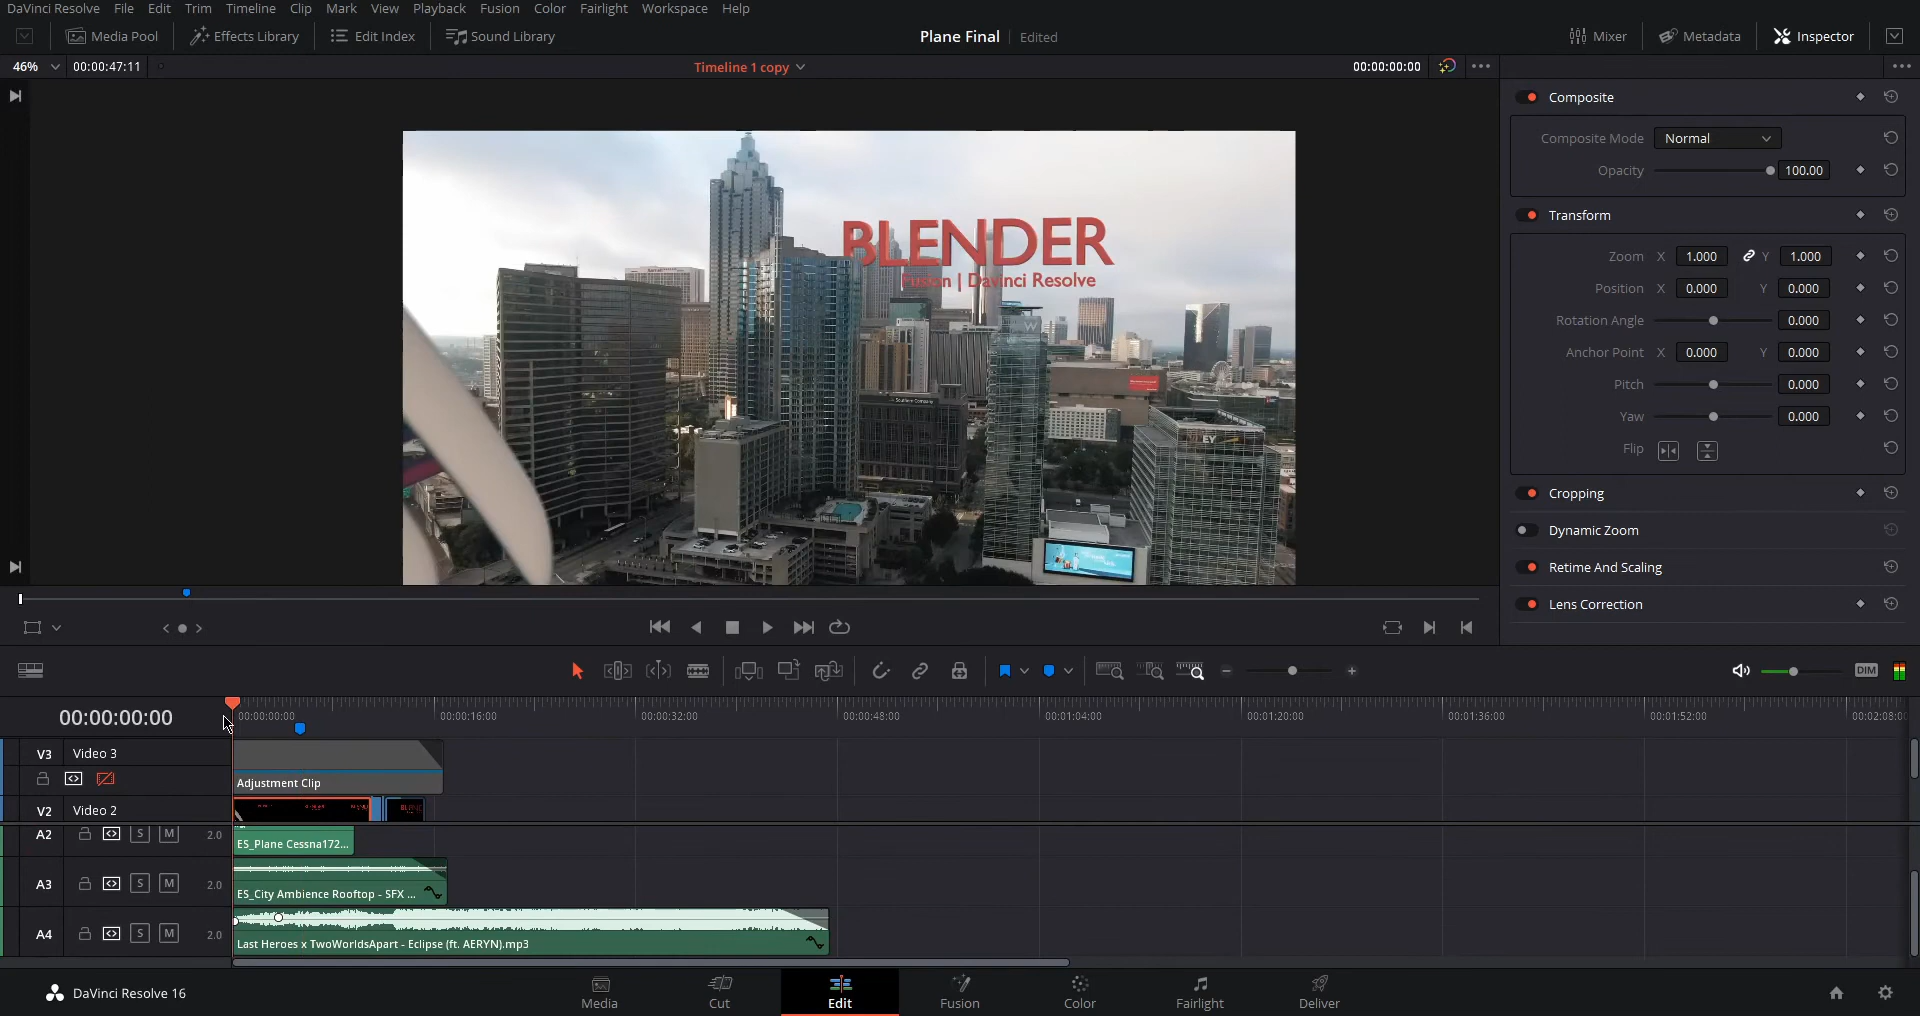 DaVinci Resolve File Edit Trim Timeline Clip Mark View Playback Fusion Color Fairlight Workspace Help
Media Pool Effects Library Edit Index Sound Library Plane Final Edited Mixer Metadata Inspector
46% 00:00:47:11 Timeline 1 copy 00:00:00:00
Composite
Composite Mode Normal
Opacity 100.00
Transform
Zoom X 1.000 Y 1.000
Position X 0.000 Y 0.000
Rotation Angle 0.000
Anchor Point X 0.000 Y 0.000
Pitch 0.000
Yaw 0.000
Flip
Cropping
Dynamic Zoom
Retime And Scaling
Lens Correction
BLENDER
Fusion | Davinci Resolve
W
Southern Company
EY
DIM
00:00:00:00 00:00:00:00 00:00:16:00 00:00:32:00 00:00:48:00 00:01:04:00 00:01:20:00 00:01:36:00 00:01:52:00 00:02:08:00
V3 Video 3
Adjustment Clip
V2 Video 2
A2 S M 2.0
ES_Plane Cessna172...
A3 S M 2.0
ES_City Ambience Rooftop - SFX ...
A4 S M 2.0
Last Heroes x TwoWorldsApart - Eclipse (ft. AERYN).mp3
DaVinci Resolve 16 Media Cut Edit Fusion Color Fairlight Deliver